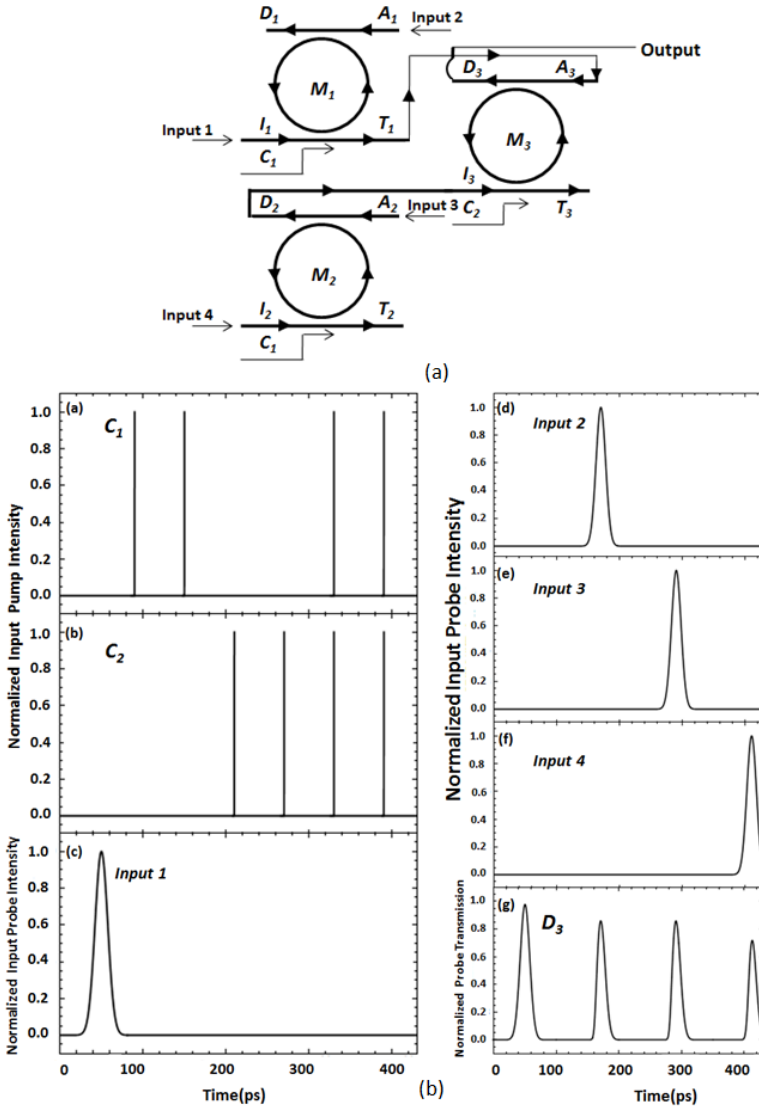 D1 A1 Input 2
Output
D3 A3
M1
I1 T1
Input 1
C1
M3
I3
D2 A2 Input 3 C2 T3
M2
I2 T2
Input 4
C1
(a)
(a) C1
1.0
0.8
0.6
0.4
0.2
0.0
Normalized Input Pump Intensity
(b) C2
1.0
0.8
0.6
0.4
0.2
0.0
(c) Input 1
1.0
0.8
0.6
0.4
0.2
0.0
Normalized Input Probe Intensity
0 100 200 300 400
Time(ps)
(d) Input 2
1.0
0.8
0.6
0.4
0.2
0.0
Normalized Input Probe Intensity
(e) Input 3
1.0
0.8
0.6
0.4
0.2
0.0
(f) Input 4
1.0
0.8
0.6
0.4
0.2
0.0
(g) D3
1.0
0.8
0.6
0.4
0.2
0.0
Normalized Probe Transmission
0 100 200 300 400
Time(ps)
(b)